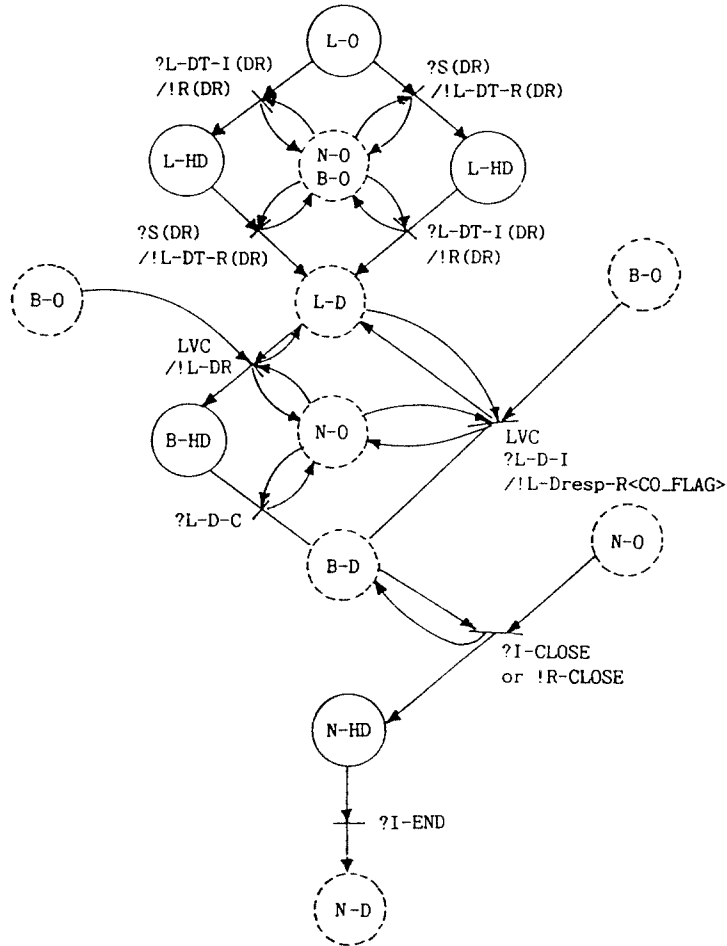 L-O
?L-DT-I(DR)
/!R(DR)
?S(DR)
/!L-DT-R(DR)
L-HD
N-O
B-O
L-HD
?S(DR)
/!L-DT-R(DR)
?L-DT-I(DR)
/!R(DR)
B-O
L-D
B-O
LVC
/!L-DR
B-HD
N-O
LVC
?L-D-I
/!L-Dresp-R<CO_FLAG>
?L-D-C
B-D
N-O
?I-CLOSE
or !R-CLOSE
N-HD
?I-END
N-D